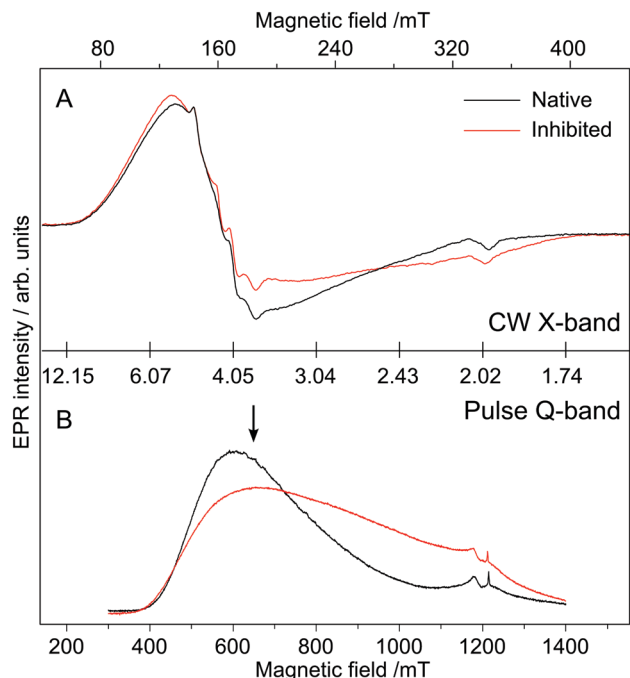 Magnetic field /mT
80 160 240 320 400
A
Native
Inhibited
EPR intensity / arb. units
CW X-band
12.15 6.07 4.05 3.04 2.43 2.02 1.74
Pulse Q-band
B
200 400 600 800 1000 1200 1400
Magnetic field /mT